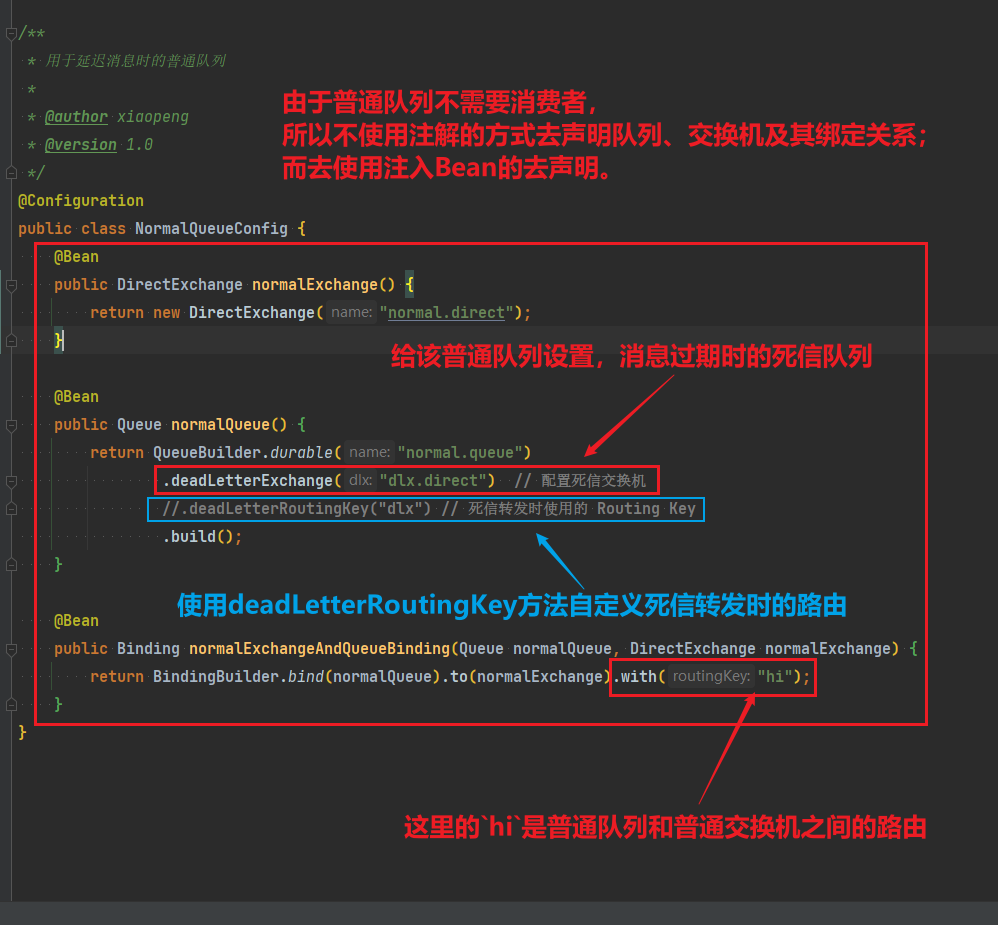 /**
* 用于延迟消息时的普通队列
*
* @author xiaopeng
* @version 1.0
*/
由于普通队列不需要消费者，
所以不使用注解的方式去声明队列、交换机及其绑定关系；
而去使用注入Bean的去声明。
@Configuration
public class NormalQueueConfig {
@Bean
public DirectExchange normalExchange() {
return new DirectExchange( name: "normal.direct");
}
给该普通队列设置，消息过期时的死信队列
@Bean
public Queue normalQueue() {
return QueueBuilder.durable( name: "normal.queue")
.deadLetterExchange( dlx: "dlx.direct") // 配置死信交换机
//.deadLetterRoutingKey("dlx") // 死信转发时使用的 Routing Key
.build();
}
使用deadLetterRoutingKey方法自定义死信转发时的路由
@Bean
public Binding normalExchangeAndQueueBinding(Queue normalQueue, DirectExchange normalExchange) {
return BindingBuilder.bind(normalQueue).to(normalExchange).with( routingKey: "hi");
}
}
这里的`hi`是普通队列和普通交换机之间的路由